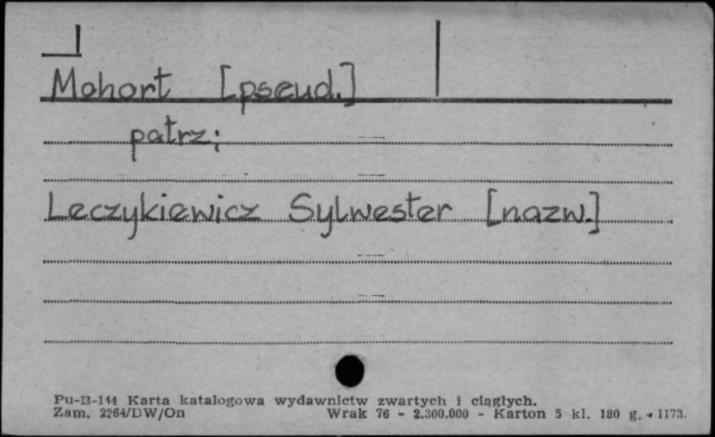 Mohort [pseud.]
patrz:
Leczykiewicz Sylwester [nazw.]
Pu-B-144 Karta katalogowa wydawnictw zwartych i ciągłych.
Zam. 2264/DW/On Wrak 76 - 2.300.000 - Karton 5 kl. 180 g. - 1173.